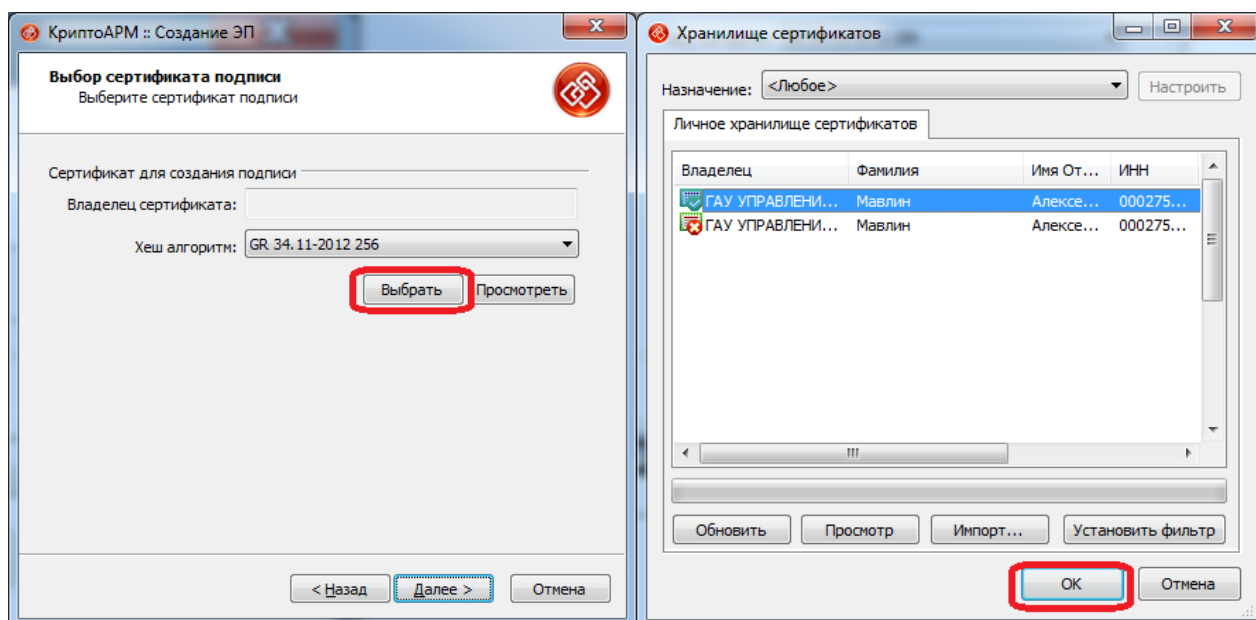 КриптоАРМ :: Создание ЭП
Выбор сертификата подписи
Выберите сертификат подписи
Сертификат для создания подписи
Владелец сертификата:
Хеш алгоритм: GR 34.11-2012 256
Выбрать Просмотреть
< Назад Далее > Отмена
Хранилище сертификатов
Назначение: <Любое> Настроить
Личное хранилище сертификатов
Владелец Фамилия Имя От... ИНН
ГАУ УПРАВЛЕНИ... Мавлин Алексе... 000275...
ГАУ УПРАВЛЕНИ... Мавлин Алексе... 000275...
Обновить Просмотр Импорт... Установить фильтр
ОК Отмена